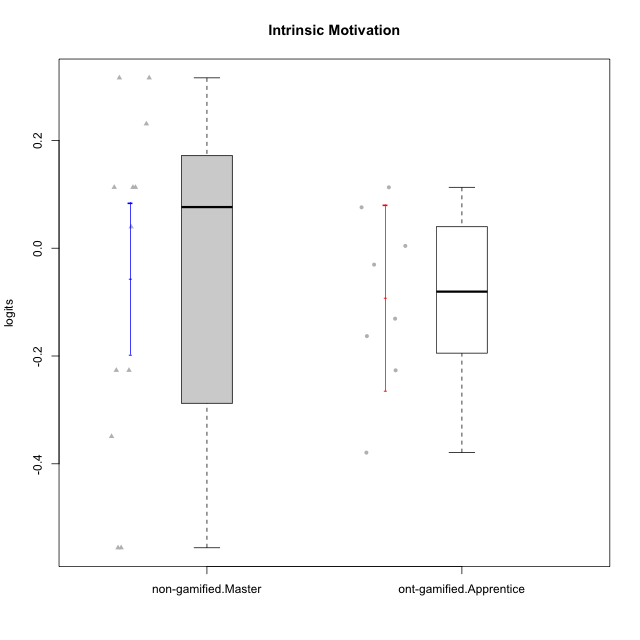 Intrinsic Motivation
logits
0.2
0.0
-0.2
-0.4
non-gamified.Master
ont-gamified.Apprentice